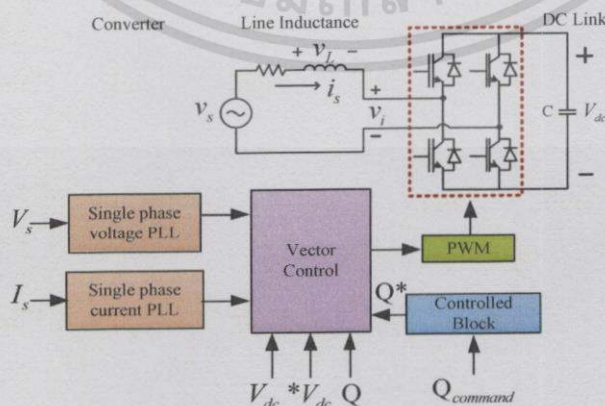 Converter
Line Inductance
DC Link
+ v_L −
i_s
v_s
+
v_i
−
+
C V_dc
−
V_s
Single phase
voltage PLL
I_s
Single phase
current PLL
Vector
Control
PWM
Q*
Controlled
Block
V_dc *V_dc Q
Q_command